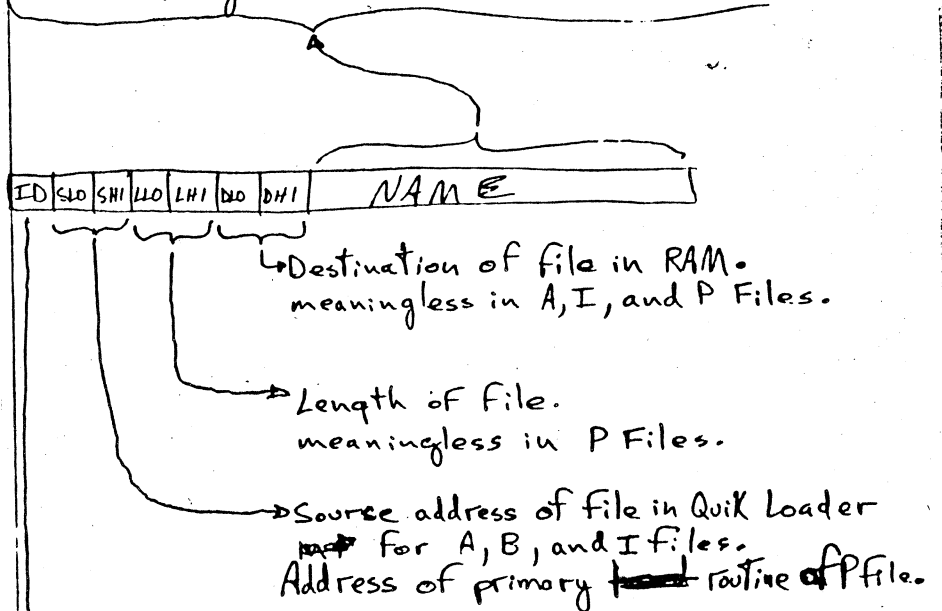 ID SLO SHI LLO LHI DLO DHI NAME
Destination of file in RAM.
meaningless in A, I, and P Files.
Length of file.
meaningless in P Files.
Sourse address of file in Quik Loader
for A, B, and I files.
Address of primary routine of P file.